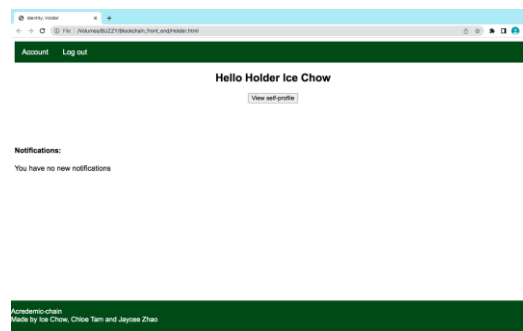 Identity: Holder
File | /Volumes/BoZZY/Blockchain_front_end/Holder.html
Account Log out
Hello Holder Ice Chow
View self-profile
Notifications:
You have no new notifications
Acredemic-chain
Made by Ice Chow, Chloe Tam and Jaycee Zhao